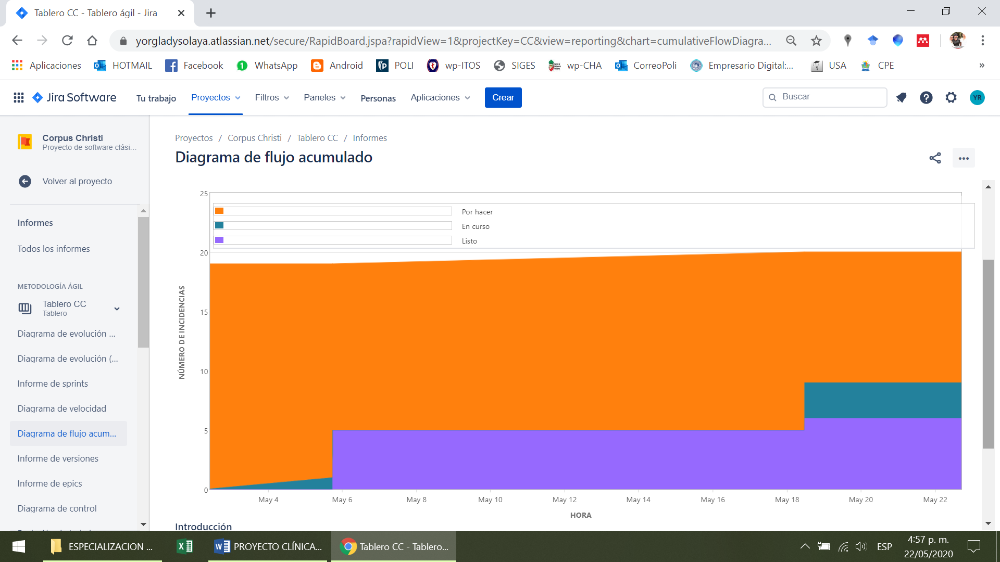 Tablero CC - Tablero ágil - Jira
yorgladysolaya.atlassian.net/secure/RapidBoard.jspa?rapidView=1&projectKey=CC&view=reporting&chart=cumulativeFlowDiagra...
Aplicaciones HOTMAIL Facebook WhatsApp Android POLI wp-ITOS SIGES wp-CHA CorreoPoli Empresario Digital:... USA CPE »
Jira Software Tu trabajo Proyectos Filtros Paneles Personas Aplicaciones Crear Buscar YR
Corpus Christi
Proyecto de software clási...
Volver al proyecto
Informes
Todos los informes
METODOLOGÍA ÁGIL
Tablero CC
Tablero
Diagrama de evolución ...
Diagrama de evolución (...
Informe de sprints
Diagrama de velocidad
Diagrama de flujo acum...
Informe de versiones
Informe de epics
Diagrama de control
Proyectos / Corpus Christi / Tablero CC / Informes
Diagrama de flujo acumulado
25
20
15
10
5
0
NÚMERO DE INCIDENCIAS
Por hacer
En curso
Listo
May 4 May 6 May 8 May 10 May 12 May 14 May 16 May 18 May 20 May 22
HORA
Introducción
ESPECIALIZACION ... PROYECTO CLÍNICA... Tablero CC - Tablero... ESP
4:57 p. m.
22/05/2020